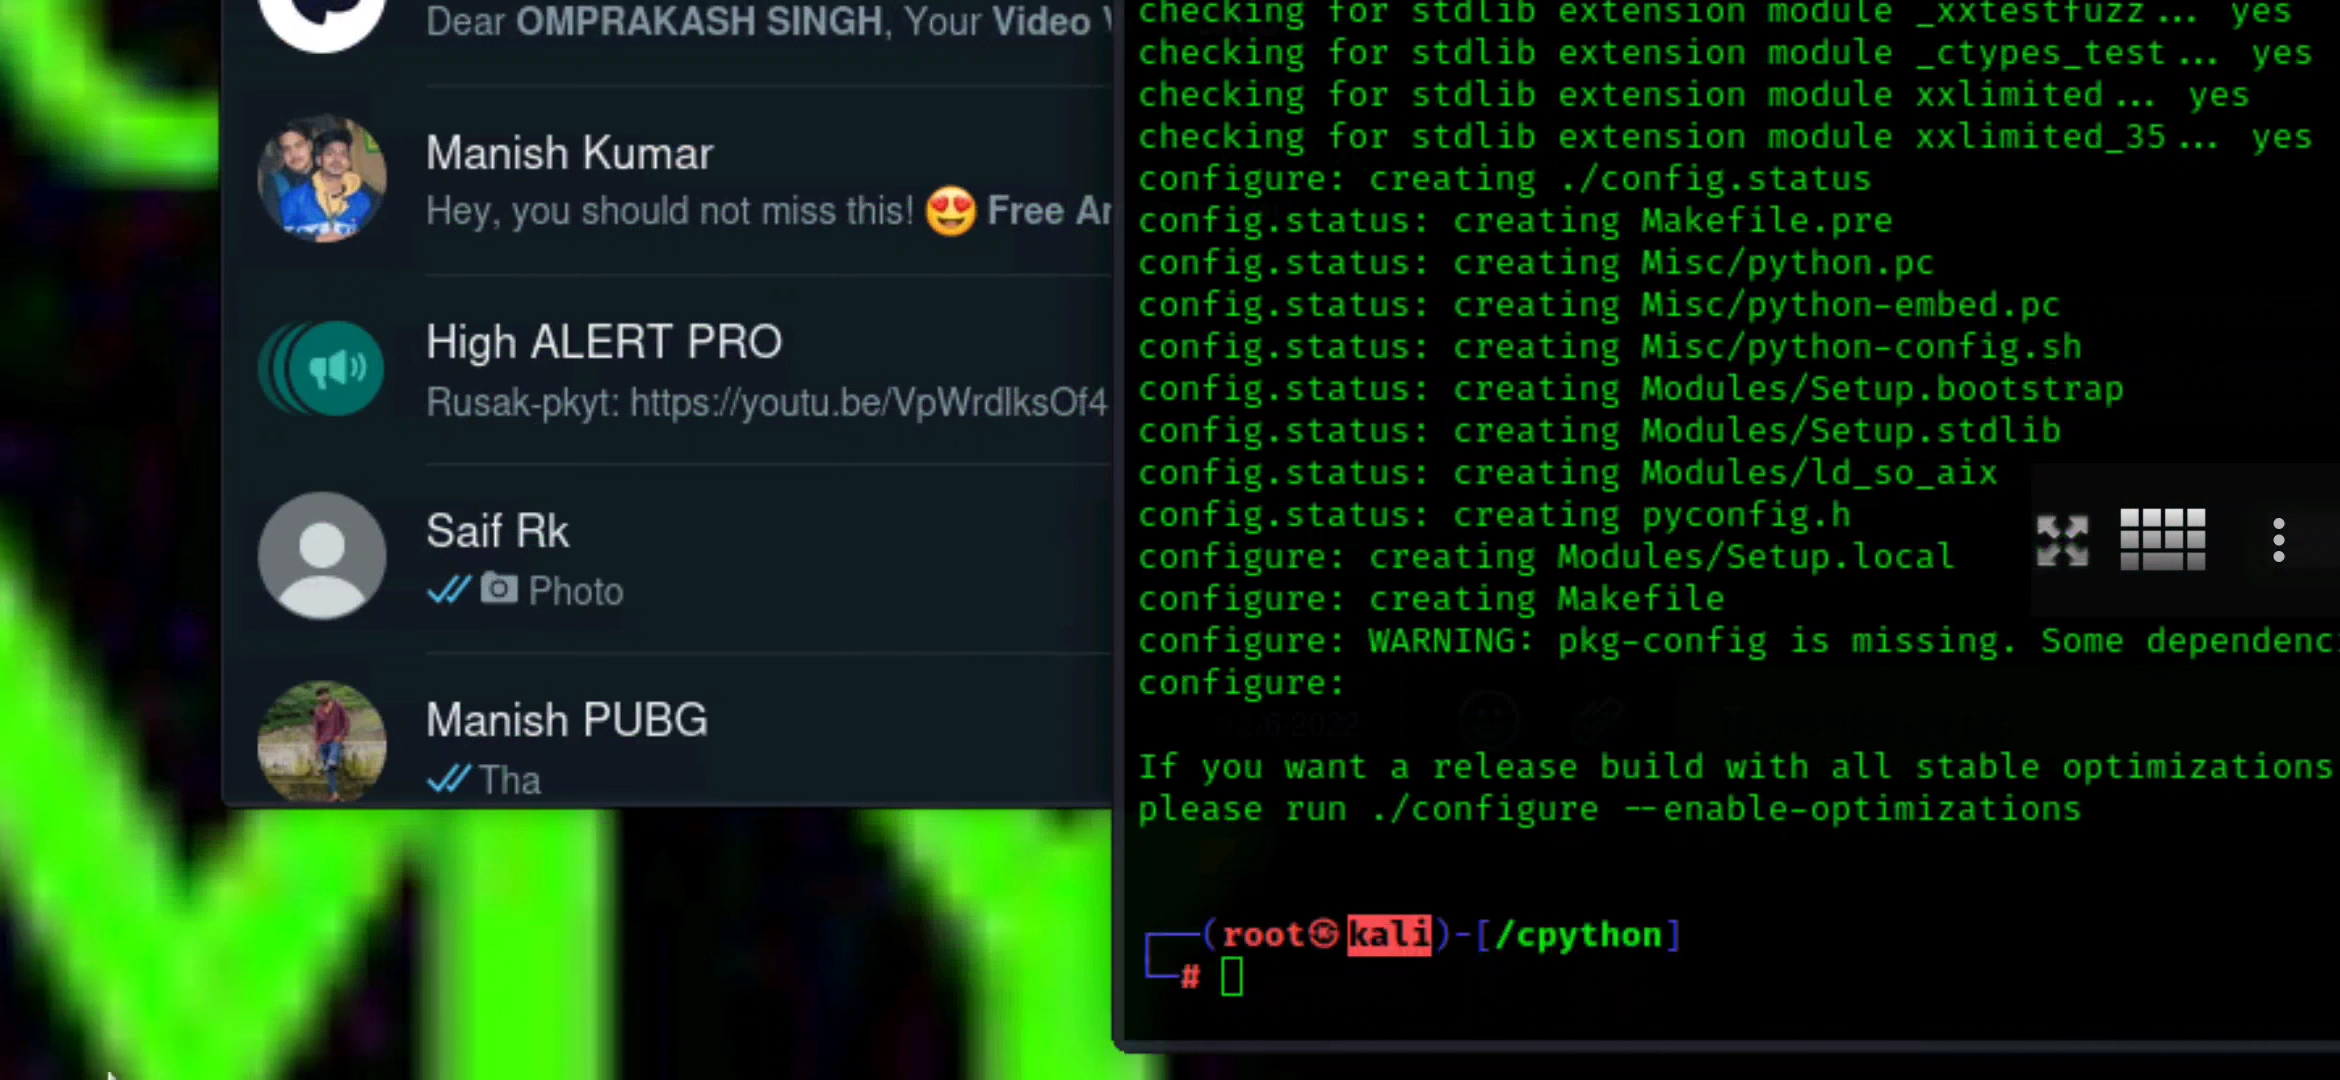 Dear OMPRAKASH SINGH, Your Video
Manish Kumar
Hey, you should not miss this! 😍 Free
High ALERT PRO
Rusak-pkyt: https://youtu.be/VpWrdlksOf4
Saif Rk
Photo
Manish PUBG
Tha
checking for stdlib extension module _xxtestfuzz... yes
checking for stdlib extension module _ctypes_test... yes
checking for stdlib extension module xxlimited... yes
checking for stdlib extension module xxlimited_35... yes
configure: creating ./config.status
config.status: creating Makefile.pre
config.status: creating Misc/python.pc
config.status: creating Misc/python-embed.pc
config.status: creating Misc/python-config.sh
config.status: creating Modules/Setup.bootstrap
config.status: creating Modules/Setup.stdlib
config.status: creating Modules/ld_so_aix
config.status: creating pyconfig.h
configure: creating Modules/Setup.local
configure: creating Makefile
configure: WARNING: pkg-config is missing. Some
configure:
If you want a release build with all stable optimizations
please run ./configure --enable-optimizations
(root㉿kali)-[/cpython]
#